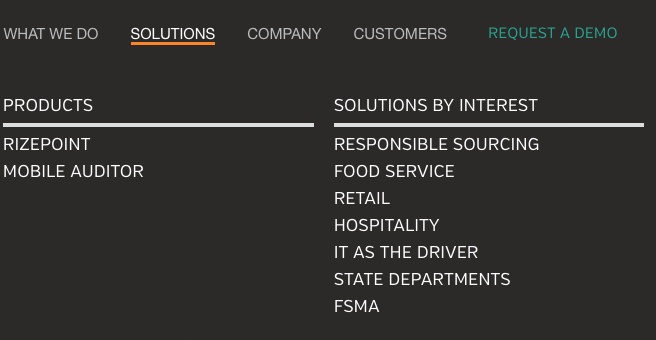 WHAT WE DO SOLUTIONS COMPANY CUSTOMERS REQUEST A DEMO
PRODUCTS
RIZEPOINT
MOBILE AUDITOR
SOLUTIONS BY INTEREST
RESPONSIBLE SOURCING
FOOD SERVICE
RETAIL
HOSPITALITY
IT AS THE DRIVER
STATE DEPARTMENTS
FSMA